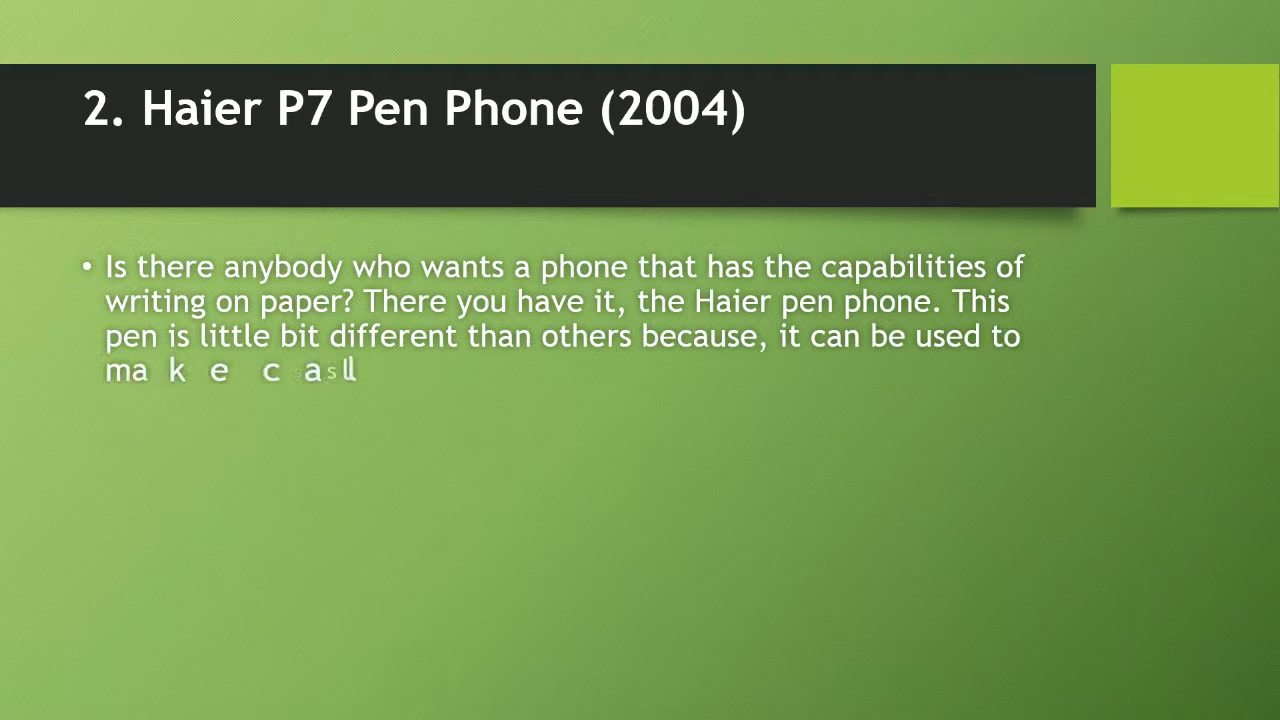 2. Haier P7 Pen Phone (2004)
• Is there anybody who wants a phone that has the capabilities of
writing on paper? There you have it, the Haier pen phone. This
pen is little bit different than others because, it can be used to
make calls